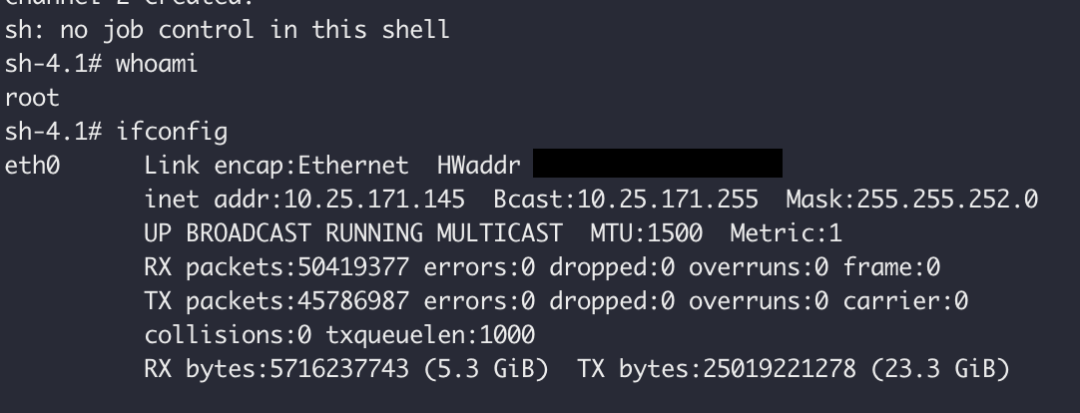 channel 2 created.
sh: no job control in this shell
sh-4.1# whoami
root
sh-4.1# ifconfig
eth0      Link encap:Ethernet  HWaddr
          inet addr:10.25.171.145  Bcast:10.25.171.255  Mask:255.255.252.0
          UP BROADCAST RUNNING MULTICAST  MTU:1500  Metric:1
          RX packets:50419377 errors:0 dropped:0 overruns:0 frame:0
          TX packets:45786987 errors:0 dropped:0 overruns:0 carrier:0
          collisions:0 txqueuelen:1000
          RX bytes:5716237743 (5.3 GiB)  TX bytes:25019221278 (23.3 GiB)